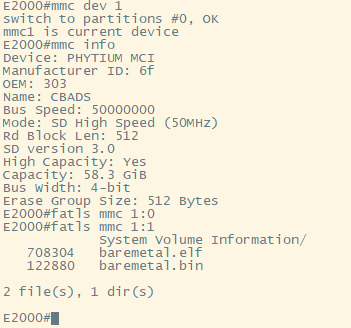 E2000#mmc dev 1
switch to partitions #0, OK
mmc1 is current device
E2000#mmc info
Device: PHYTIUM MCI
Manufacturer ID: 6f
OEM: 303
Name: CBADS
Bus Speed: 50000000
Mode: SD High Speed (50MHz)
Rd Block Len: 512
SD version 3.0
High Capacity: Yes
Capacity: 58.3 GiB
Bus Width: 4-bit
Erase Group Size: 512 Bytes
E2000#fatls mmc 1:0
E2000#fatls mmc 1:1
System Volume Information/
708304 baremetal.elf
122880 baremetal.bin
2 file(s), 1 dir(s)
E2000#